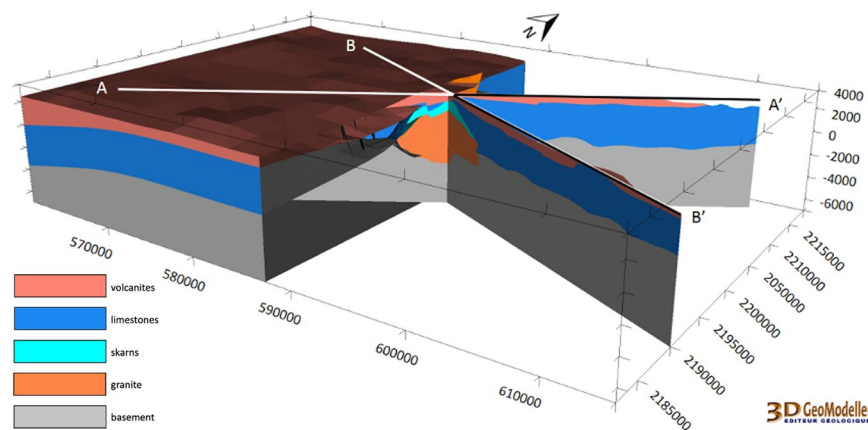 N
B
A
A'
B'
4000
2000
0
-2000
-4000
-6000
2215000
2210000
2050000
2200000
2195000
2190000
2185000
570000
580000
590000
600000
610000
volcanites
limestones
skarns
granite
basement
3D GeoModelle
EDITEUR GEOLOGIQUE